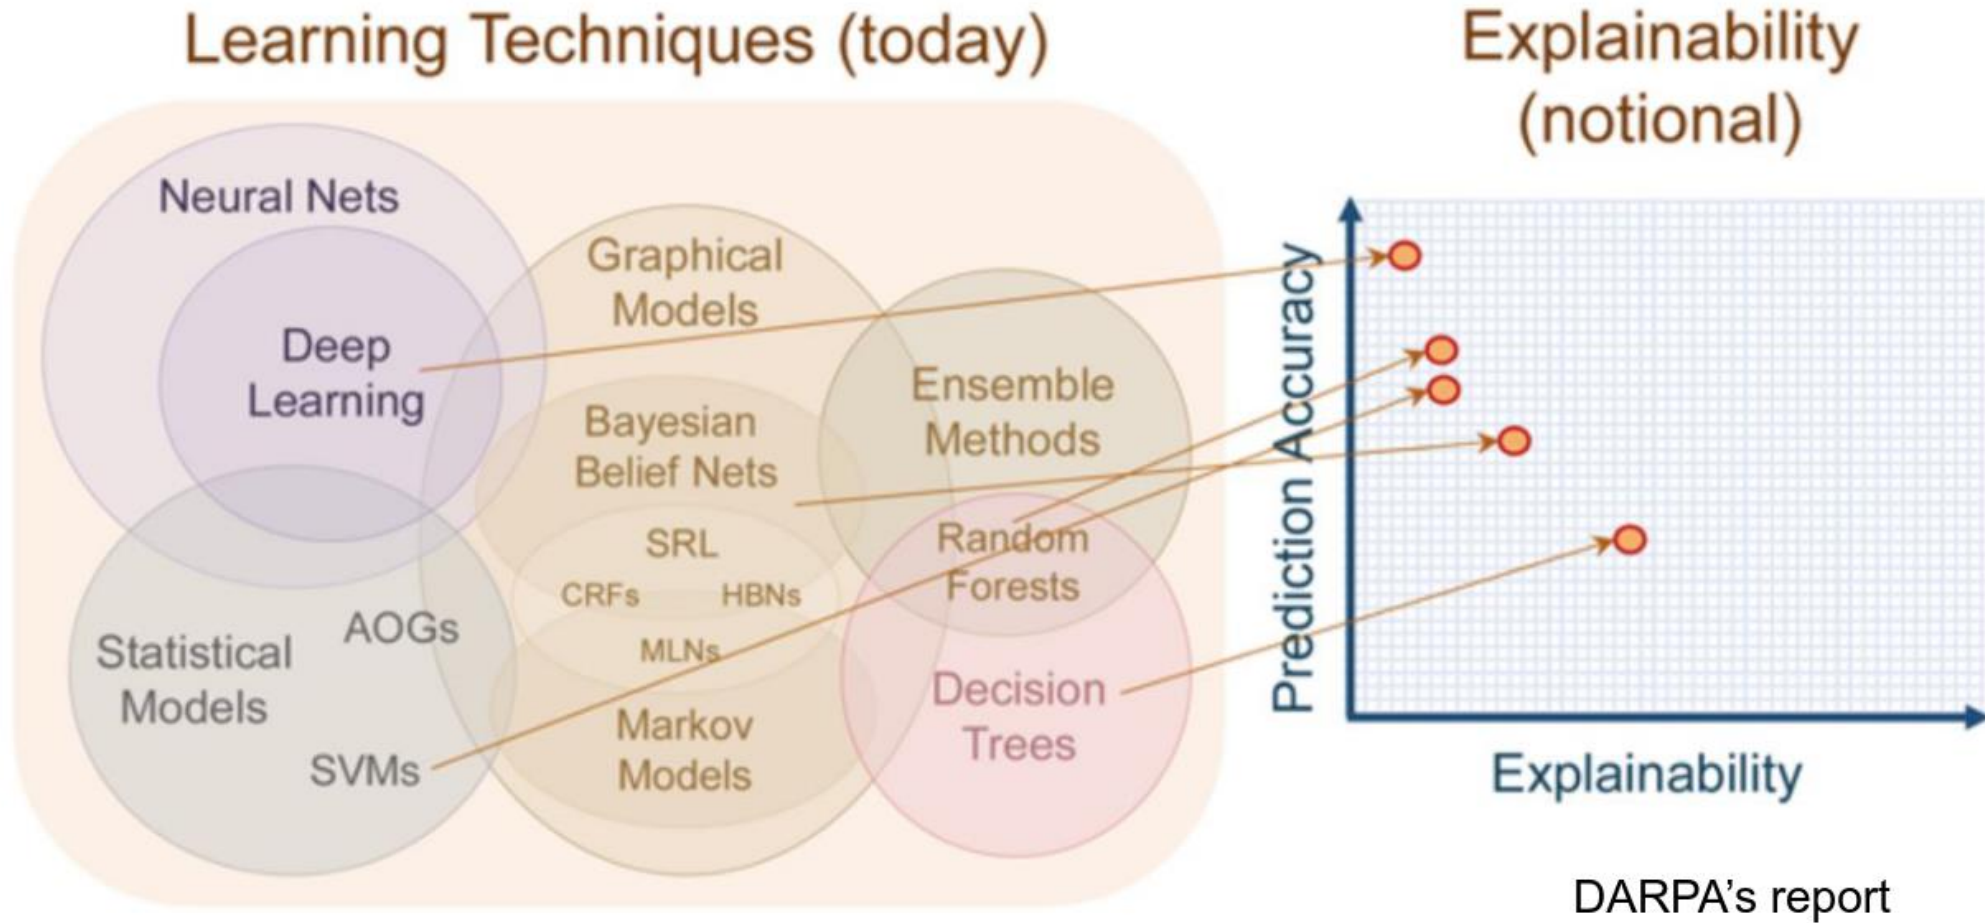 Learning Techniques (today)
Explainability
(notional)
Neural Nets
Deep
Learning
Graphical
Models
Ensemble
Methods
Bayesian
Belief Nets
SRL
CRFs
HBNs
MLNs
Markov
Models
AOGs
Statistical
Models
SVMs
Random
Forests
Decision
Trees
Prediction Accuracy
Explainability
DARPA’s report